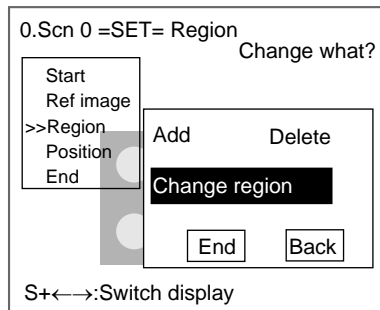 0.Scn 0 =SET= Region
Change what?
Start
Ref image
>>Region
Position
End
Add Delete
Change region
End Back
S+←→:Switch display